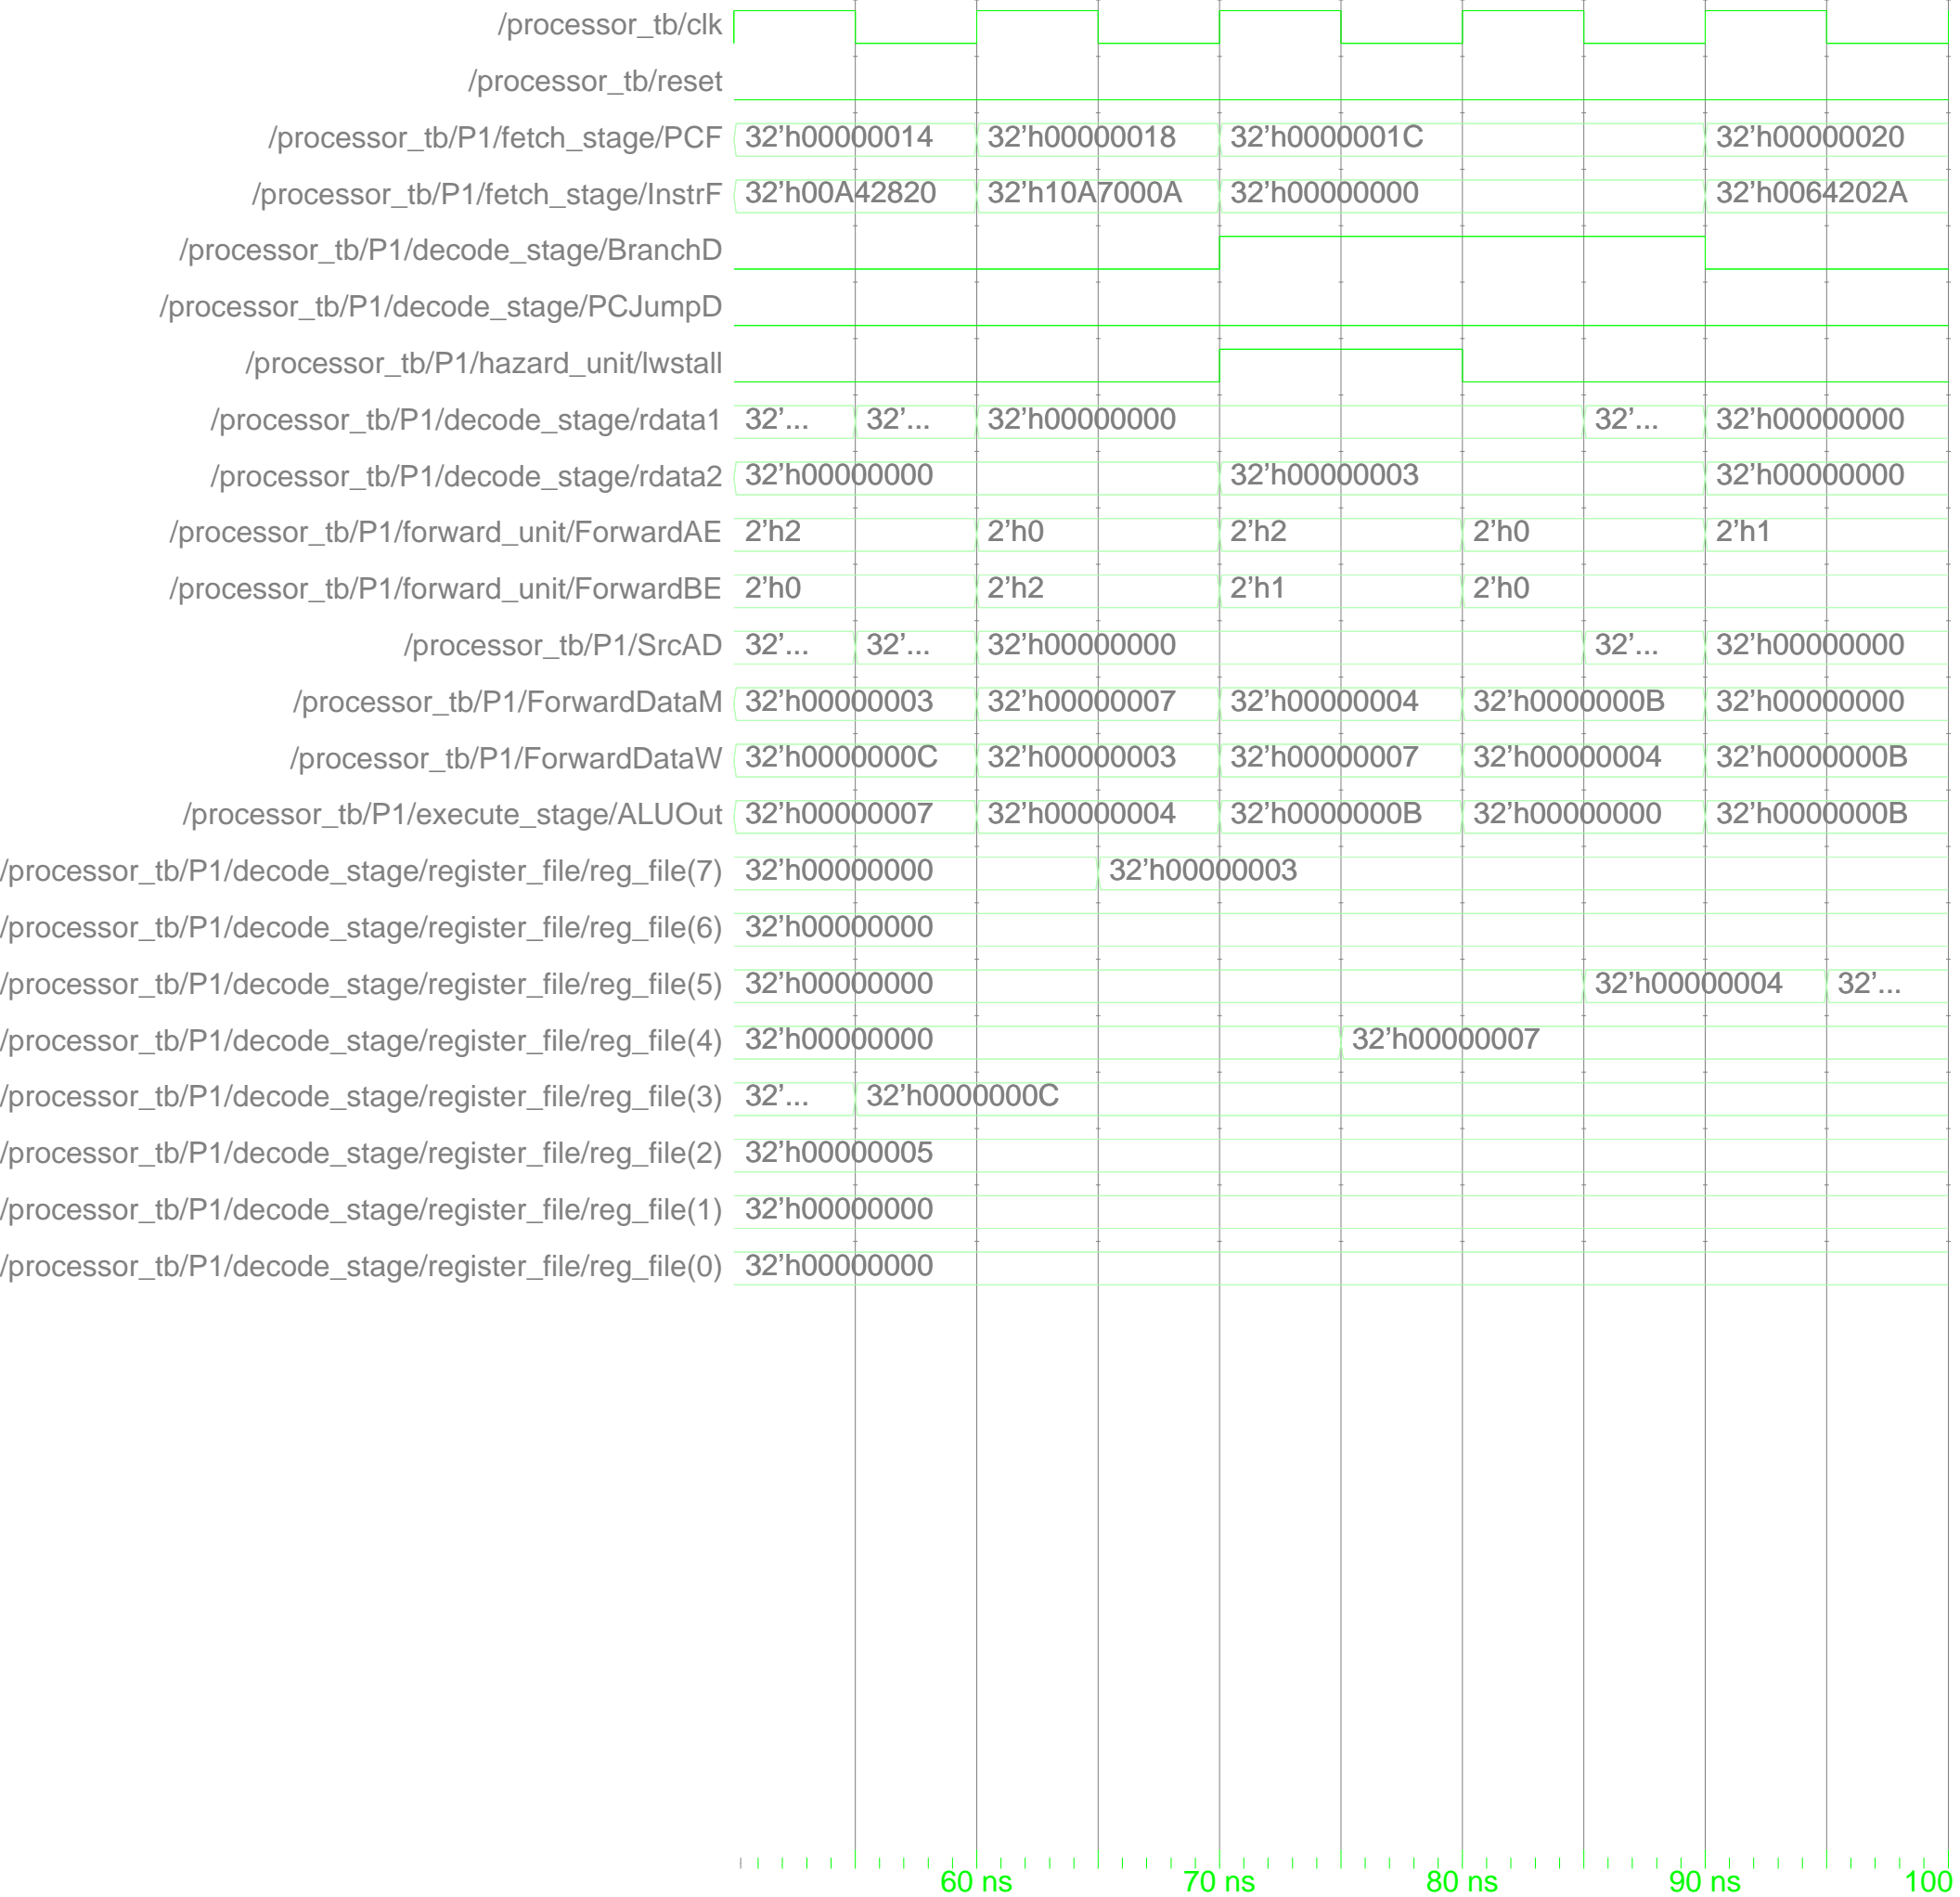 /processor_tb/clk
/processor_tb/reset
/processor_tb/P1/fetch_stage/PCF 32'h00000014 32'h00000018 32'h0000001C 32'h00000020
/processor_tb/P1/fetch_stage/InstrF 32'h00A42820 32'h10A7000A 32'h00000000 32'h0064202A
/processor_tb/P1/decode_stage/BranchD
/processor_tb/P1/decode_stage/PCJumpD
/processor_tb/P1/hazard_unit/lwstall
/processor_tb/P1/decode_stage/rdata1 32'... 32'... 32'h00000000 32'... 32'h00000000
/processor_tb/P1/decode_stage/rdata2 32'h00000000 32'h00000003 32'h00000000
/processor_tb/P1/forward_unit/ForwardAE 2'h2 2'h0 2'h2 2'h0 2'h1
/processor_tb/P1/forward_unit/ForwardBE 2'h0 2'h2 2'h1 2'h0
/processor_tb/P1/SrcAD 32'... 32'... 32'h00000000 32'... 32'h00000000
/processor_tb/P1/ForwardDataM 32'h00000003 32'h00000007 32'h00000004 32'h0000000B 32'h00000000
/processor_tb/P1/ForwardDataW 32'h0000000C 32'h00000003 32'h00000007 32'h00000004 32'h0000000B
/processor_tb/P1/execute_stage/ALUOut 32'h00000007 32'h00000004 32'h0000000B 32'h00000000 32'h0000000B
/processor_tb/P1/decode_stage/register_file/reg_file(7) 32'h00000000 32'h00000003
/processor_tb/P1/decode_stage/register_file/reg_file(6) 32'h00000000
/processor_tb/P1/decode_stage/register_file/reg_file(5) 32'h00000000 32'h00000004 32'...
/processor_tb/P1/decode_stage/register_file/reg_file(4) 32'h00000000 32'h00000007
/processor_tb/P1/decode_stage/register_file/reg_file(3) 32'... 32'h0000000C
/processor_tb/P1/decode_stage/register_file/reg_file(2) 32'h00000005
/processor_tb/P1/decode_stage/register_file/reg_file(1) 32'h00000000
/processor_tb/P1/decode_stage/register_file/reg_file(0) 32'h00000000
60 ns 70 ns 80 ns 90 ns 100